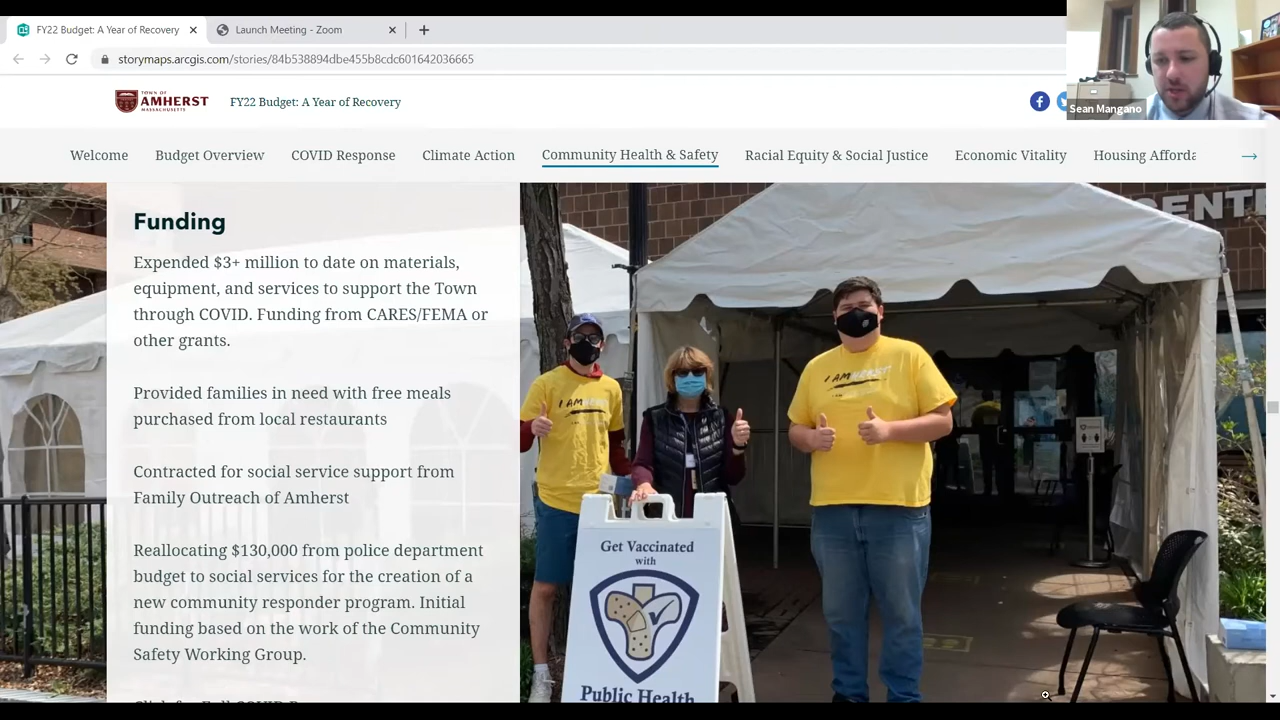 FY22 Budget: A Year of Recovery
Launch Meeting - Zoom
storymaps.arcgis.com/stories/84b538894dbe455b8cdc601642036665
TOWN OF
AMHERST
MASSACHUSETTS
FY22 Budget: A Year of Recovery
Sean Mangano
Welcome
Budget Overview
COVID Response
Climate Action
Community Health & Safety
Racial Equity & Social Justice
Economic Vitality
Housing Afforda
Funding
Expended $3+ million to date on materials,
equipment, and services to support the Town
through COVID. Funding from CARES/FEMA or
other grants.
Provided families in need with free meals
purchased from local restaurants
Contracted for social service support from
Family Outreach of Amherst
Reallocating $130,000 from police department
budget to social services for the creation of a
new community responder program. Initial
funding based on the work of the Community
Safety Working Group.
ENTE
I AMHERST
I AMHERST
Get Vaccinated
with
Public Health